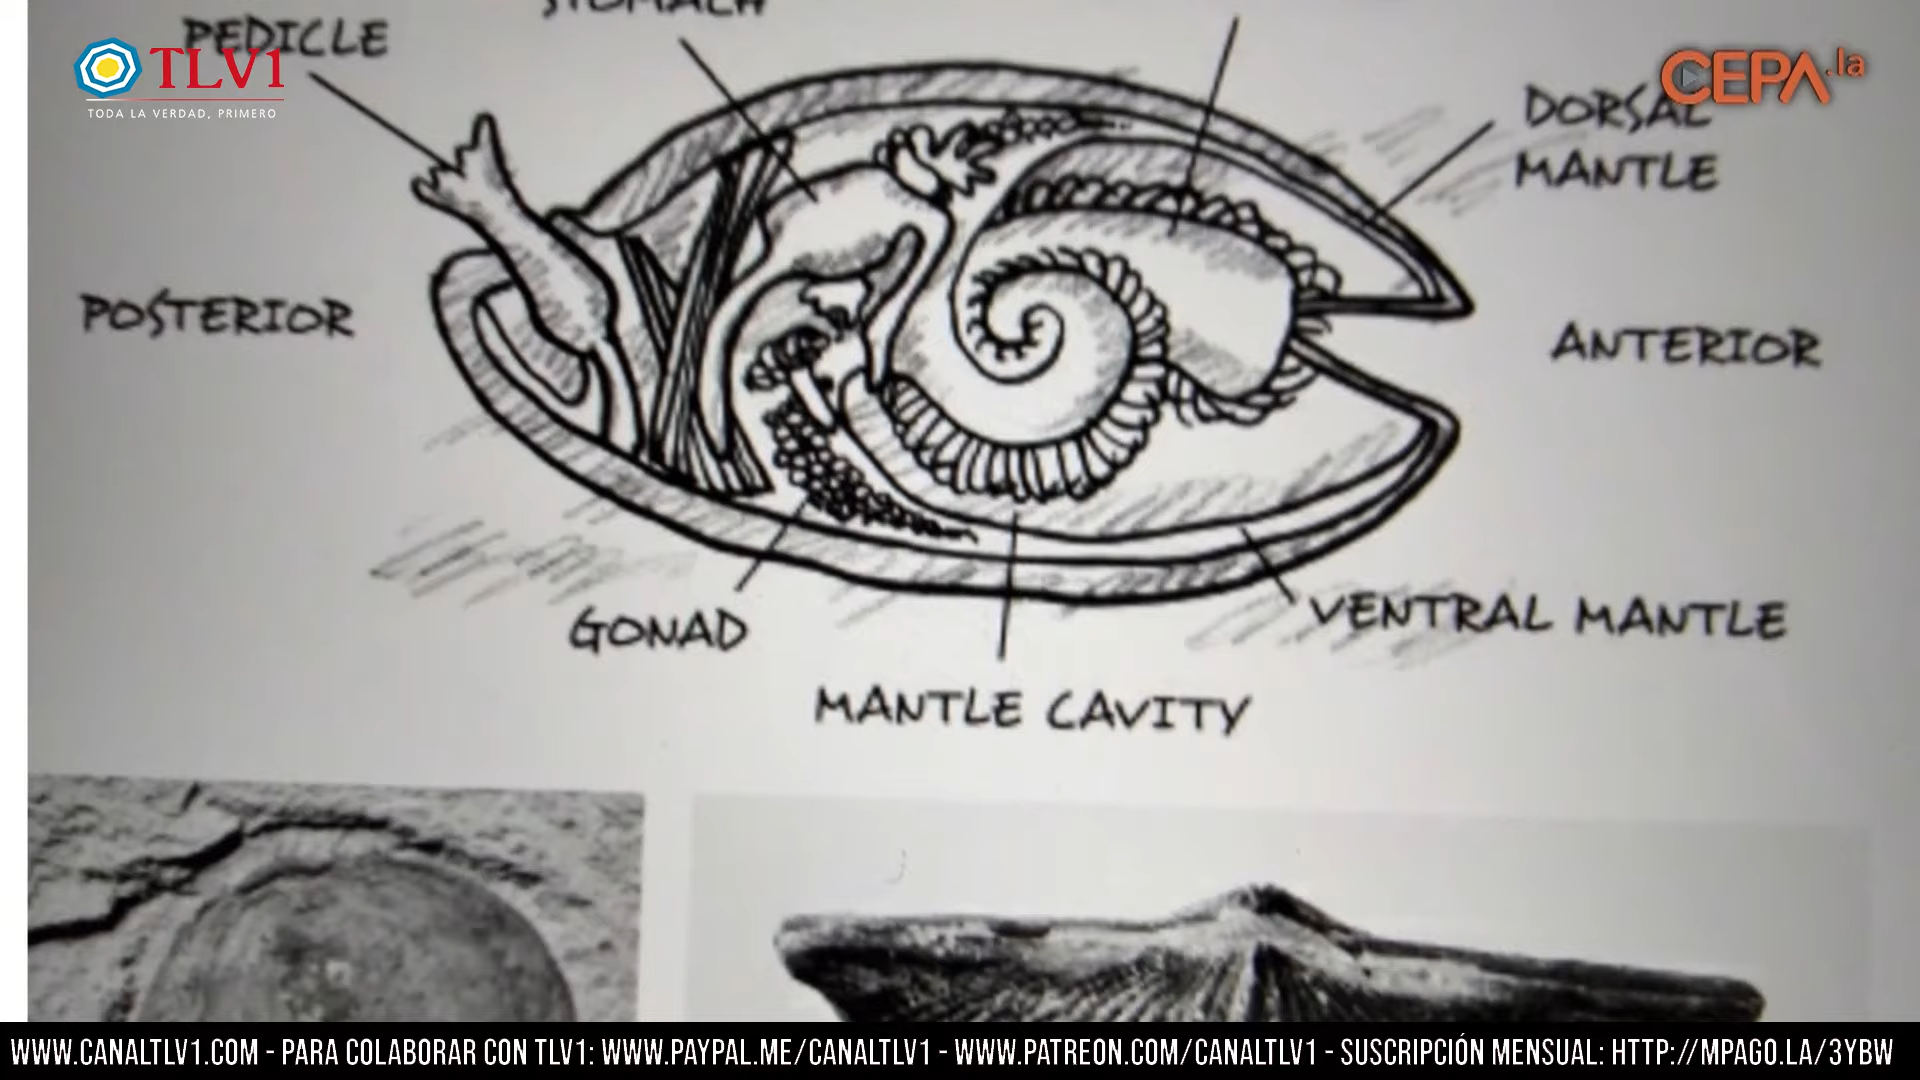 STOMACH
PEDICLE
TLV1
TODA LA VERDAD, PRIMERO
CEPA.la
DORSAL
MANTLE
POSTERIOR
ANTERIOR
GONAD
VENTRAL MANTLE
MANTLE CAVITY
WWW.CANALTLV1.COM - PARA COLABORAR CON TLV1: WWW.PAYPAL.ME/CANALTLV1 - WWW.PATREON.COM/CANALTLV1 - SUSCRIPCIÓN MENSUAL: HTTP://MPAGO.LA/3YBW